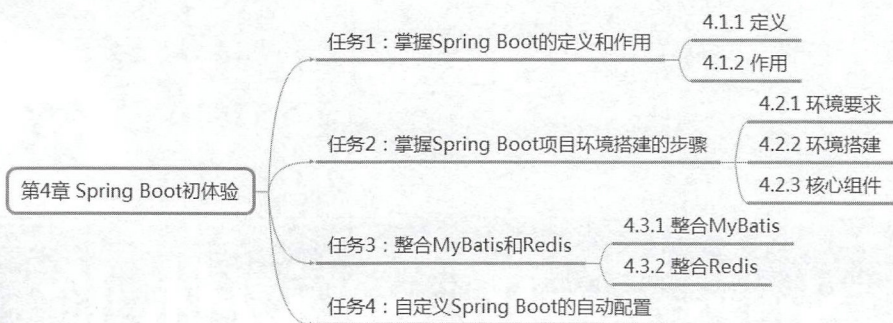 第4章 Spring Boot初体验
任务1：掌握Spring Boot的定义和作用
4.1.1 定义
4.1.2 作用
任务2：掌握Spring Boot项目环境搭建的步骤
4.2.1 环境要求
4.2.2 环境搭建
4.2.3 核心组件
任务3：整合MyBatis和Redis
4.3.1 整合MyBatis
4.3.2 整合Redis
任务4：自定义Spring Boot的自动配置